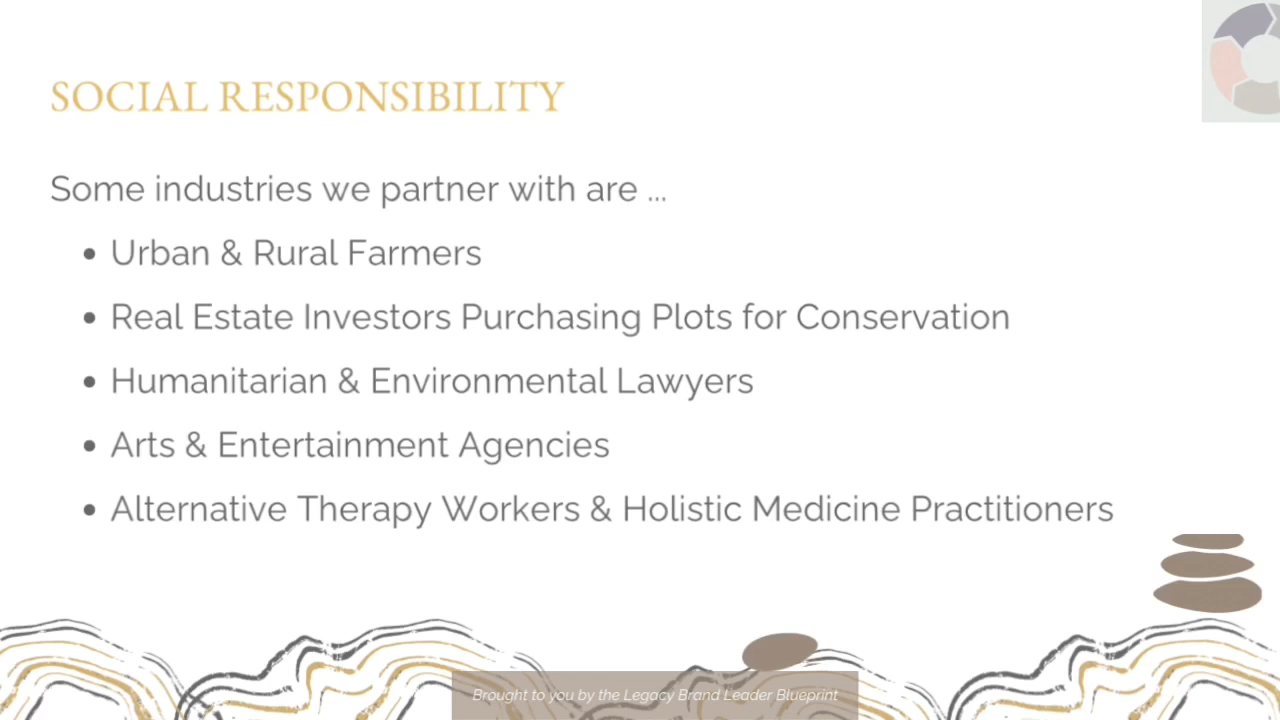 SOCIAL RESPONSIBILITY
Some industries we partner with are ...
• Urban & Rural Farmers
• Real Estate Investors Purchasing Plots for Conservation
• Humanitarian & Environmental Lawyers
• Arts & Entertainment Agencies
• Alternative Therapy Workers & Holistic Medicine Practitioners
Brought to you by the Legacy Brand Leader Blueprint